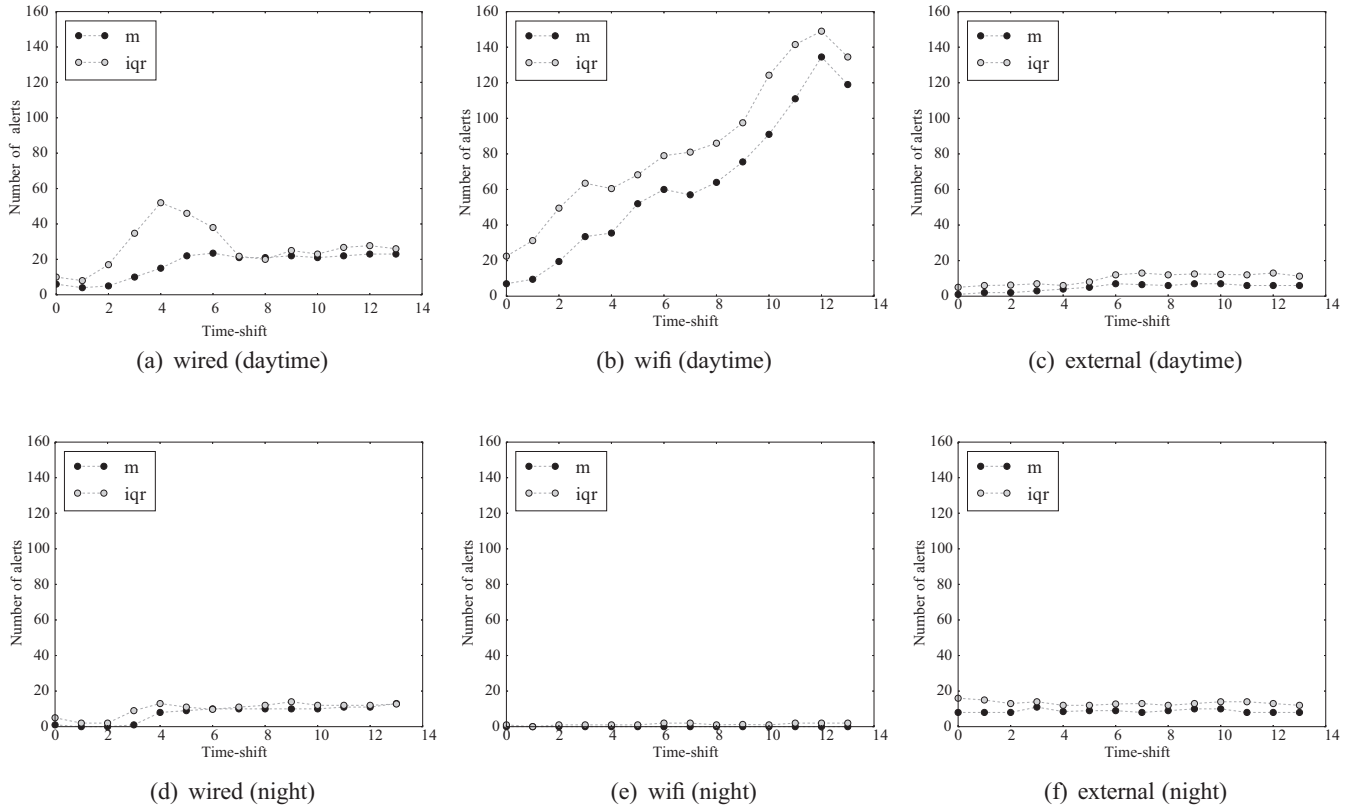 160
140
120
100
80
60
40
20
0
Number of alerts
m
iqr
0 2 4 6 8 10 12 14
Time-shift
(a) wired (daytime)
160
140
120
100
80
60
40
20
0
Number of alerts
m
iqr
0 2 4 6 8 10 12 14
Time-shift
(b) wifi (daytime)
160
140
120
100
80
60
40
20
0
Number of alerts
m
iqr
0 2 4 6 8 10 12 14
Time-shift
(c) external (daytime)
160
140
120
100
80
60
40
20
0
Number of alerts
m
iqr
0 2 4 6 8 10 12 14
Time-shift
(d) wired (night)
160
140
120
100
80
60
40
20
0
Number of alerts
m
iqr
0 2 4 6 8 10 12 14
Time-shift
(e) wifi (night)
160
140
120
100
80
60
40
20
0
Number of alerts
m
iqr
0 2 4 6 8 10 12 14
Time-shift
(f) external (night)